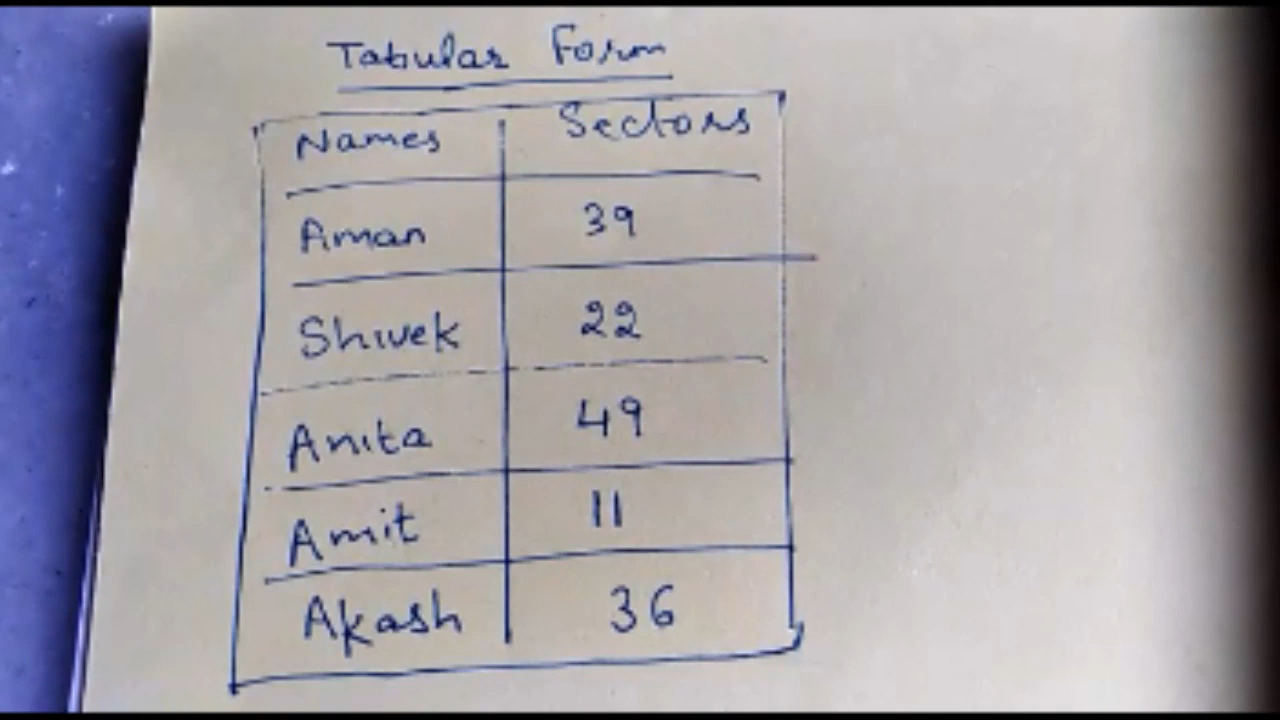 Tabular Form
Names Sectors
Aman 39
Shivek 22
Anita 49
Amit 11
Akash 36